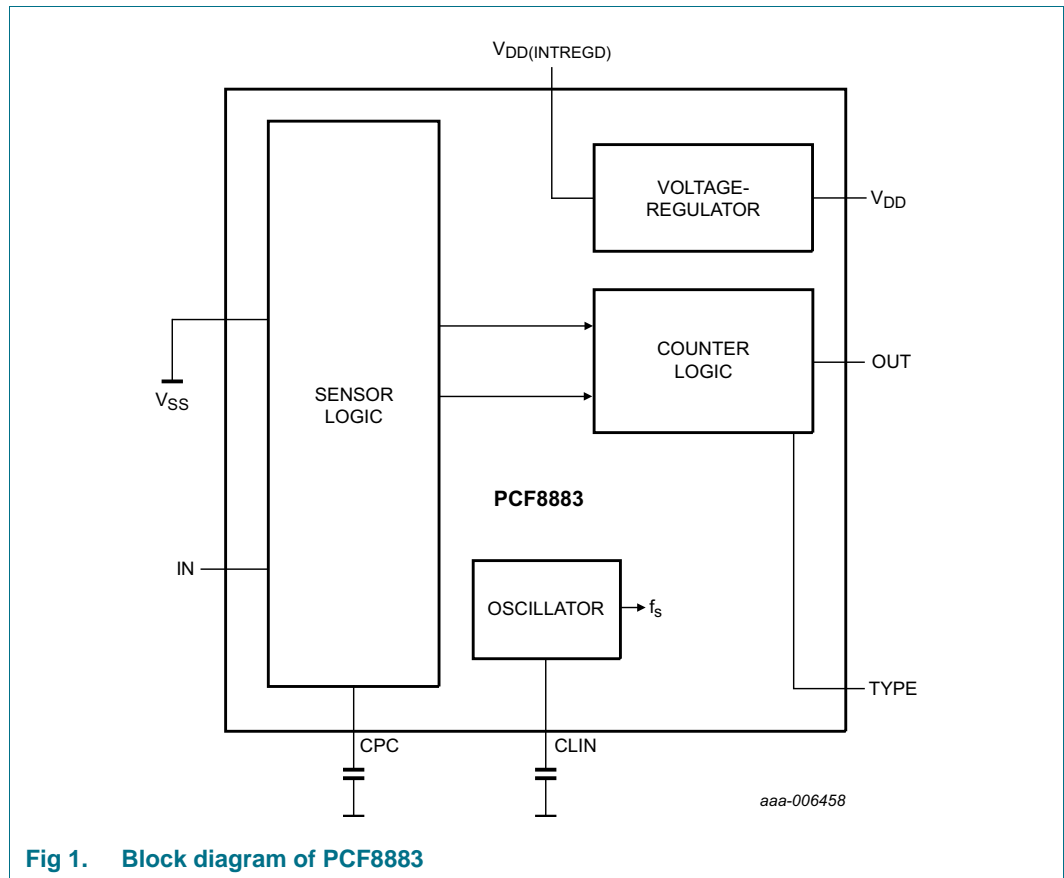 VDD(INTREGD)
VOLTAGE-
REGULATOR
VDD
COUNTER
LOGIC
OUT
SENSOR
LOGIC
VSS
PCF8883
IN
OSCILLATOR
fs
TYPE
CPC
CLIN
aaa-006458
Fig 1. Block diagram of PCF8883